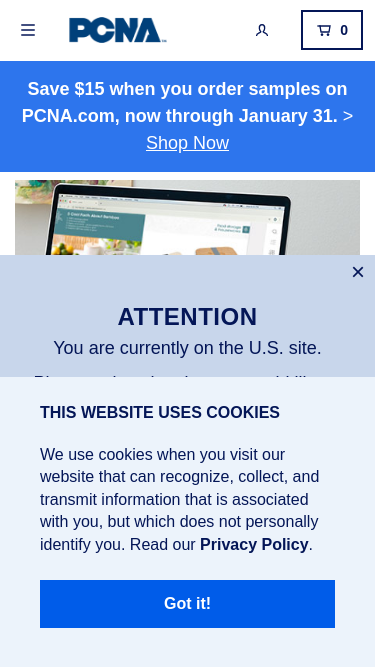 PCNA
0
Save $15 when you order samples on
PCNA.com, now through January 31. >
Shop Now
ATTENTION
You are currently on the U.S. site.
THIS WEBSITE USES COOKIES
We use cookies when you visit our
website that can recognize, collect, and
transmit information that is associated
with you, but which does not personally
identify you. Read our Privacy Policy.
Got it!